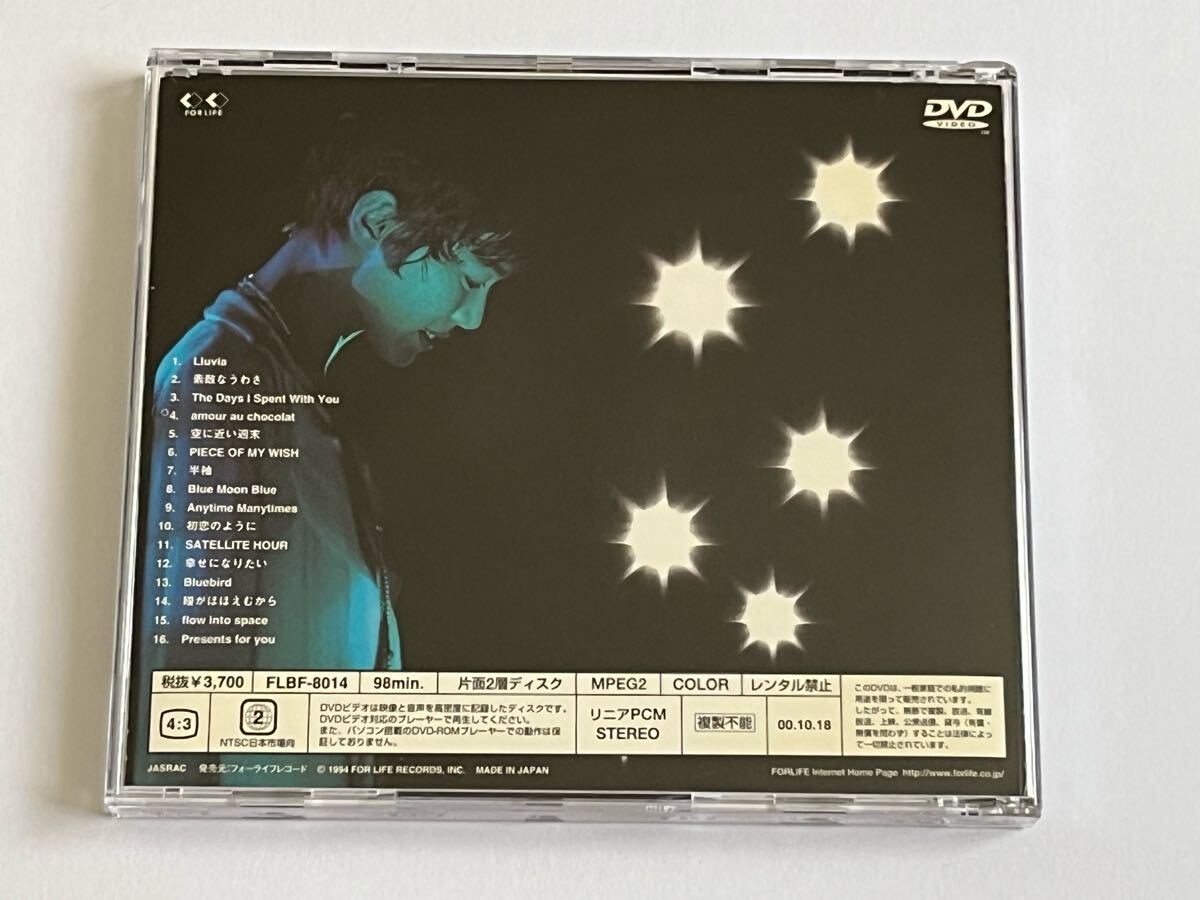 FOR LIFE
DVD
VIDEO
1. Lluvia
2. 素敵なうわさ
3. The Days I Spent With You
4. amour au chocolat
5. 空に近い週末
6. PIECE OF MY WISH
7. 半袖
8. Blue Moon Blue
9. Anytime Manytimes
10. 初恋のように
11. SATELLITE HOUR
12. 幸せになりたい
13. Bluebird
14. 瞳がほほえむから
15. flow into space
16. Presents for you
税抜¥3,700 FLBF-8014 98min. 片面2層ディスク MPEG2 COLOR レンタル禁止
4:3
2
NTSC日本市場向
DVDビデオは映像と音声を高密度に記録したディスクです。
DVDビデオ対応のプレーヤーで再生してください。
また、パソコン搭載のDVD-ROMプレーヤーでの動作は保
証しておりません。
リニアPCM
STEREO
複製不能
00.10.18
このDVDは、一般家庭での私的視聴に
用途を限って販売されています。
したがって、無断で複製、放送、有線
放送、上映、公衆送信、貸与（有償・
無償を問わず）することは法律によっ
て一切禁止されています。
JASRAC 発売元:フォーライフレコード © 1994 FOR LIFE RECORDS, INC. MADE IN JAPAN
FORLIFE Internet Home Page http://www.forlife.co.jp/